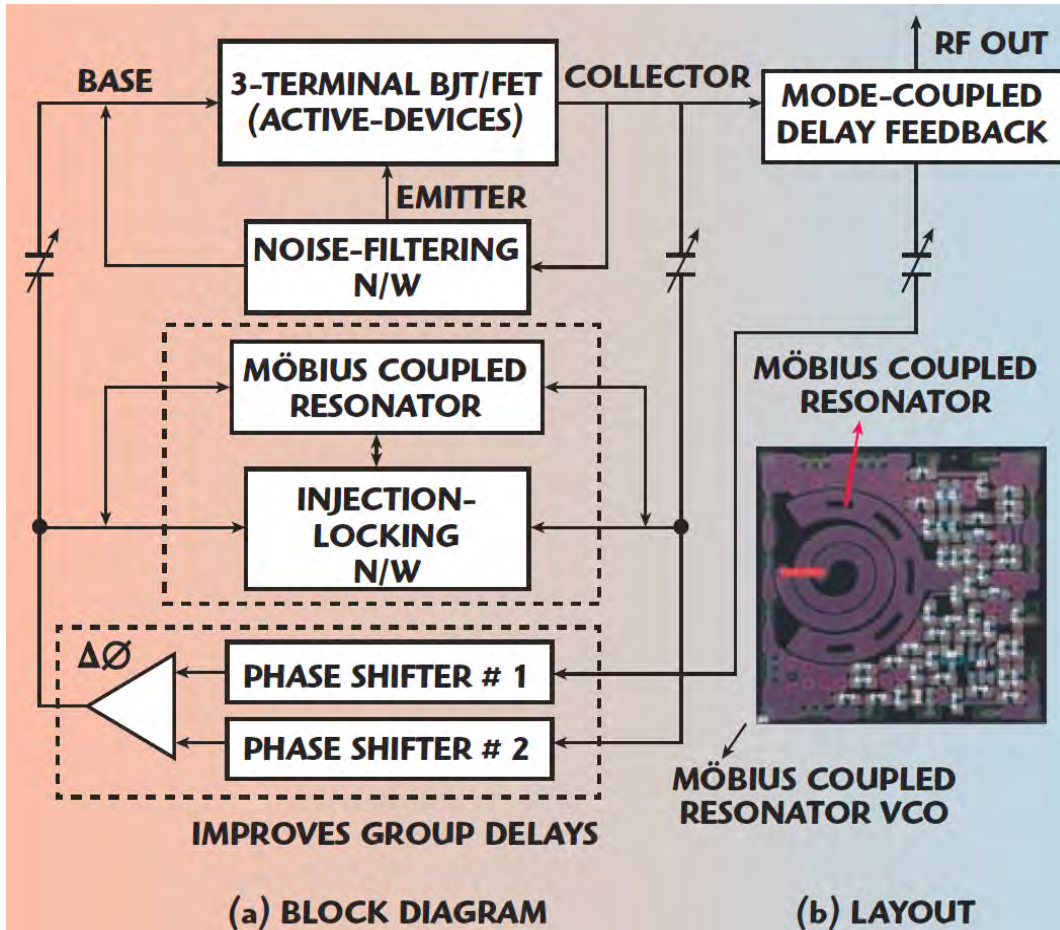 RF OUT
BASE
3-TERMINAL BJT/FET
(ACTIVE-DEVICES)
COLLECTOR
MODE-COUPLED
DELAY FEEDBACK
EMITTER
NOISE-FILTERING
N/W
MÖBIUS COUPLED
RESONATOR
MÖBIUS COUPLED
RESONATOR
INJECTION-
LOCKING
N/W
ΔØ
PHASE SHIFTER # 1
PHASE SHIFTER # 2
MÖBIUS COUPLED
RESONATOR VCO
IMPROVES GROUP DELAYS
(a) BLOCK DIAGRAM
(b) LAYOUT